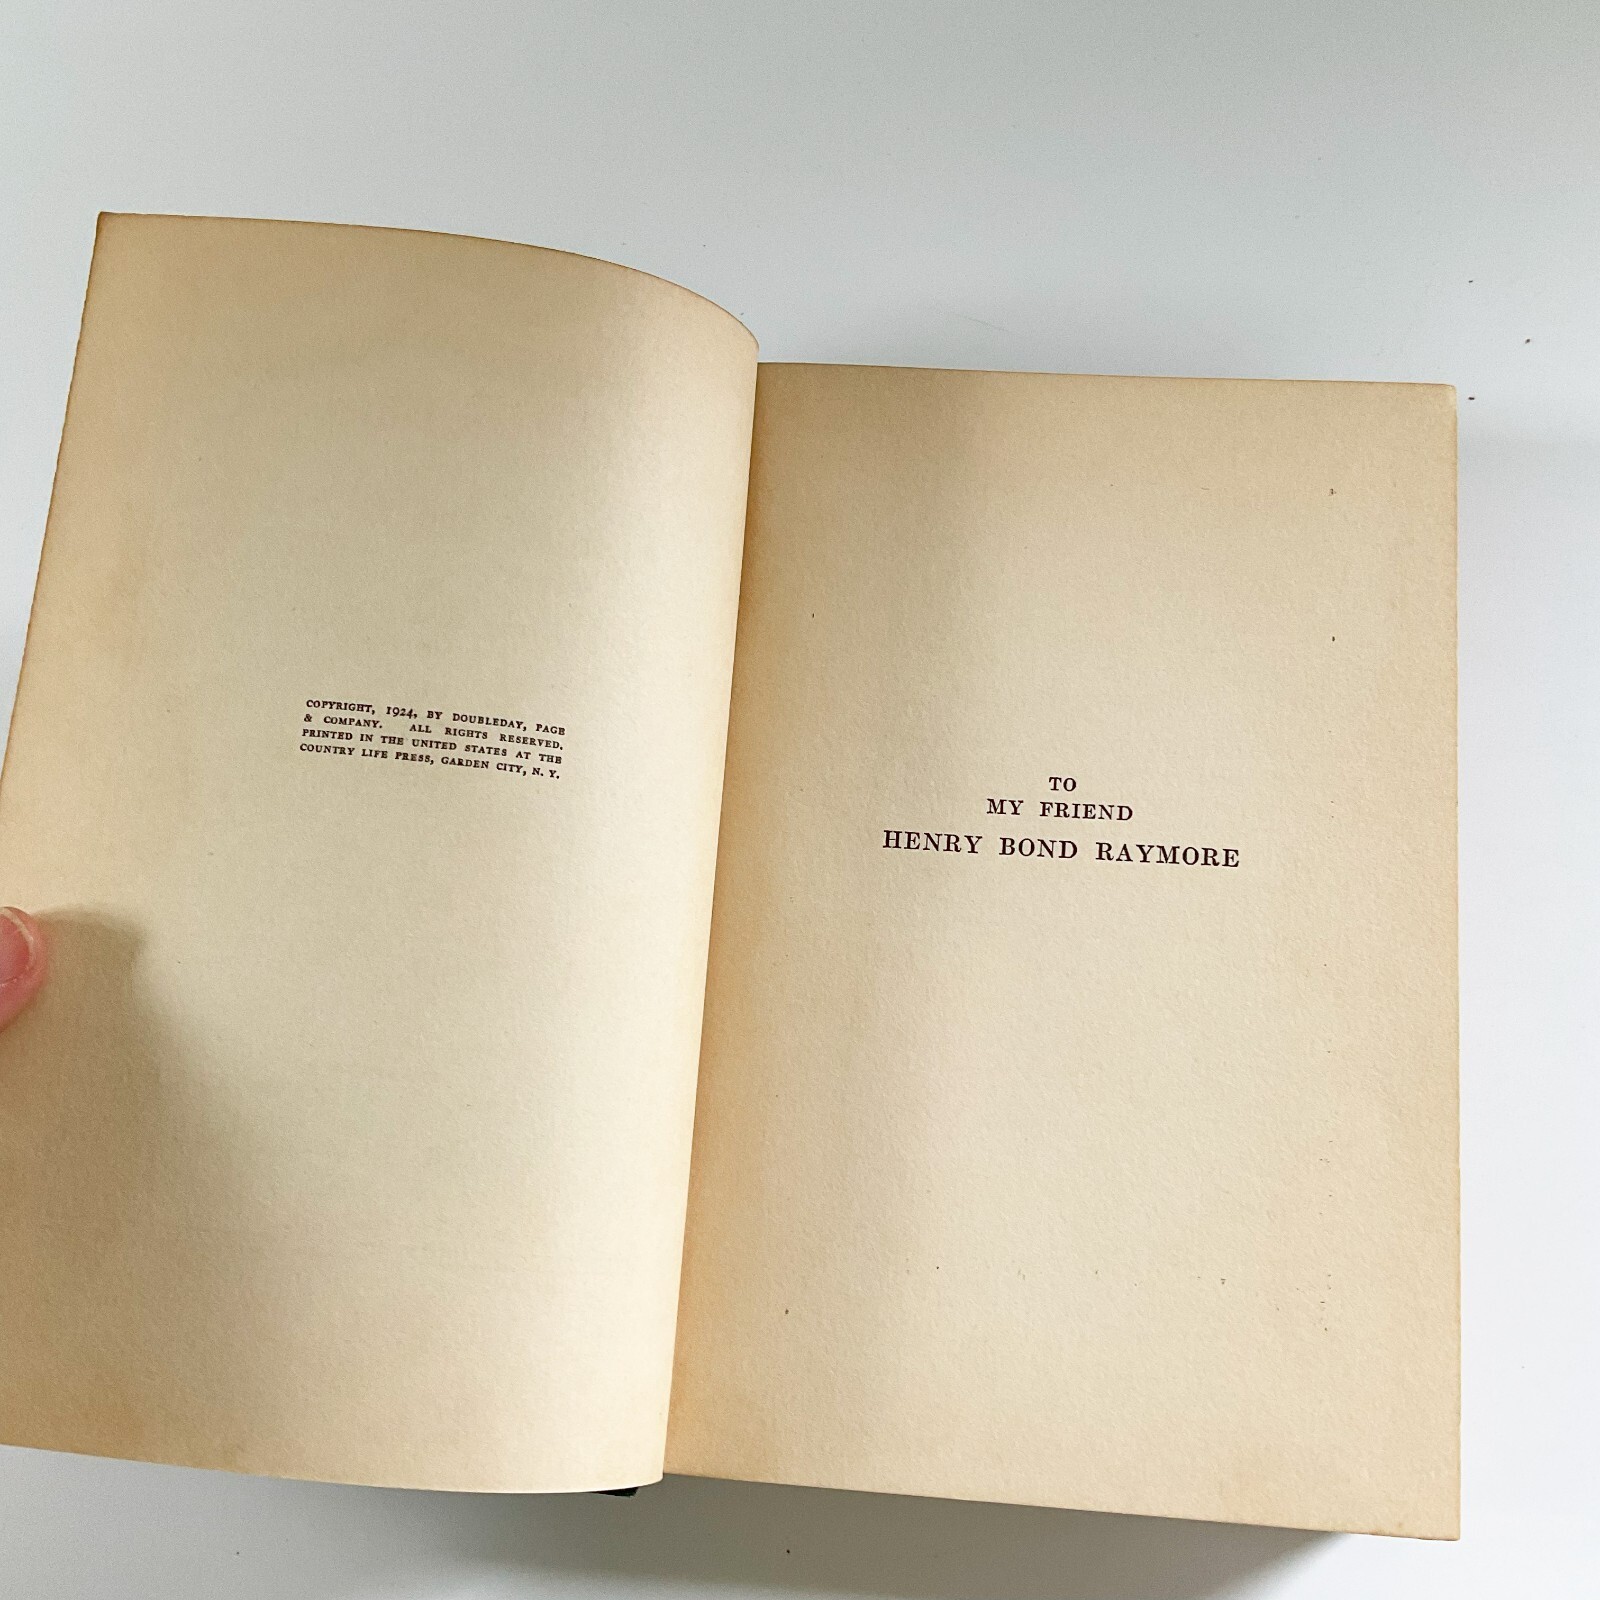 COPYRIGHT, 1924, BY DOUBLEDAY, PAGE
& COMPANY. ALL RIGHTS RESERVED.
PRINTED IN THE UNITED STATES AT THE
COUNTRY LIFE PRESS, GARDEN CITY, N. Y.
TO
MY FRIEND
HENRY BOND RAYMORE